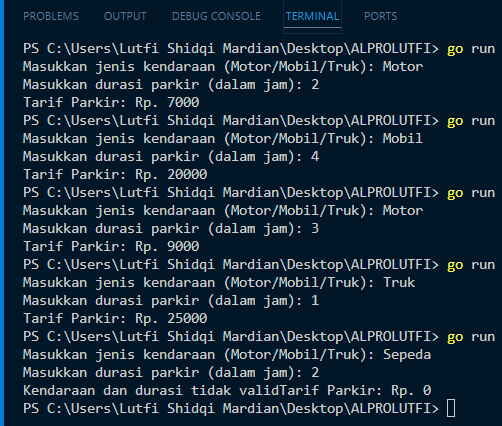 PROBLEMS OUTPUT DEBUG CONSOLE TERMINAL PORTS
PS C:\Users\Lutfi Shidqi Mardian\Desktop\ALPROLUTFI> go run
Masukkan jenis kendaraan (Motor/Mobil/Truk): Motor
Masukkan durasi parkir (dalam jam): 2
Tarif Parkir: Rp. 7000
PS C:\Users\Lutfi Shidqi Mardian\Desktop\ALPROLUTFI> go run
Masukkan jenis kendaraan (Motor/Mobil/Truk): Mobil
Masukkan durasi parkir (dalam jam): 4
Tarif Parkir: Rp. 20000
PS C:\Users\Lutfi Shidqi Mardian\Desktop\ALPROLUTFI> go run
Masukkan jenis kendaraan (Motor/Mobil/Truk): Motor
Masukkan durasi parkir (dalam jam): 3
Tarif Parkir: Rp. 9000
PS C:\Users\Lutfi Shidqi Mardian\Desktop\ALPROLUTFI> go run
Masukkan jenis kendaraan (Motor/Mobil/Truk): Truk
Masukkan durasi parkir (dalam jam): 1
Tarif Parkir: Rp. 25000
PS C:\Users\Lutfi Shidqi Mardian\Desktop\ALPROLUTFI> go run
Masukkan jenis kendaraan (Motor/Mobil/Truk): Sepeda
Masukkan durasi parkir (dalam jam): 2
Kendaraan dan durasi tidak validTarif Parkir: Rp. 0
PS C:\Users\Lutfi Shidqi Mardian\Desktop\ALPROLUTFI>